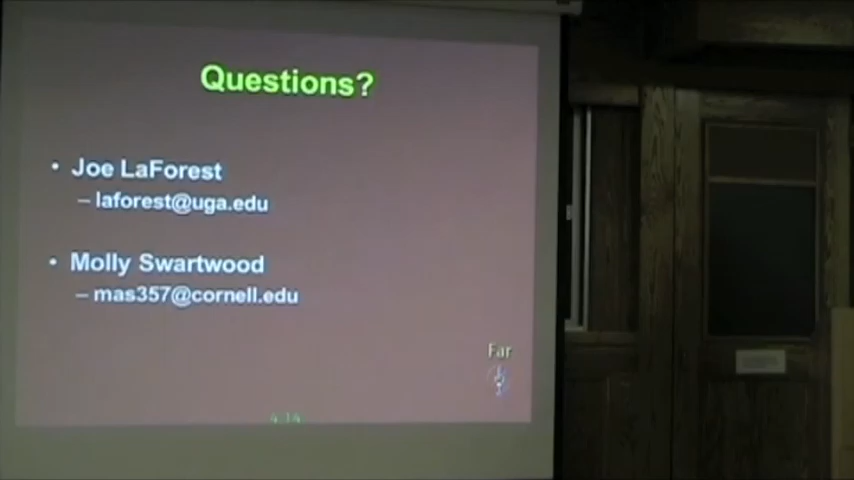 Questions?
• Joe LaForest
– laforest@uga.edu
• Molly Swartwood
– mas357@cornell.edu
Far